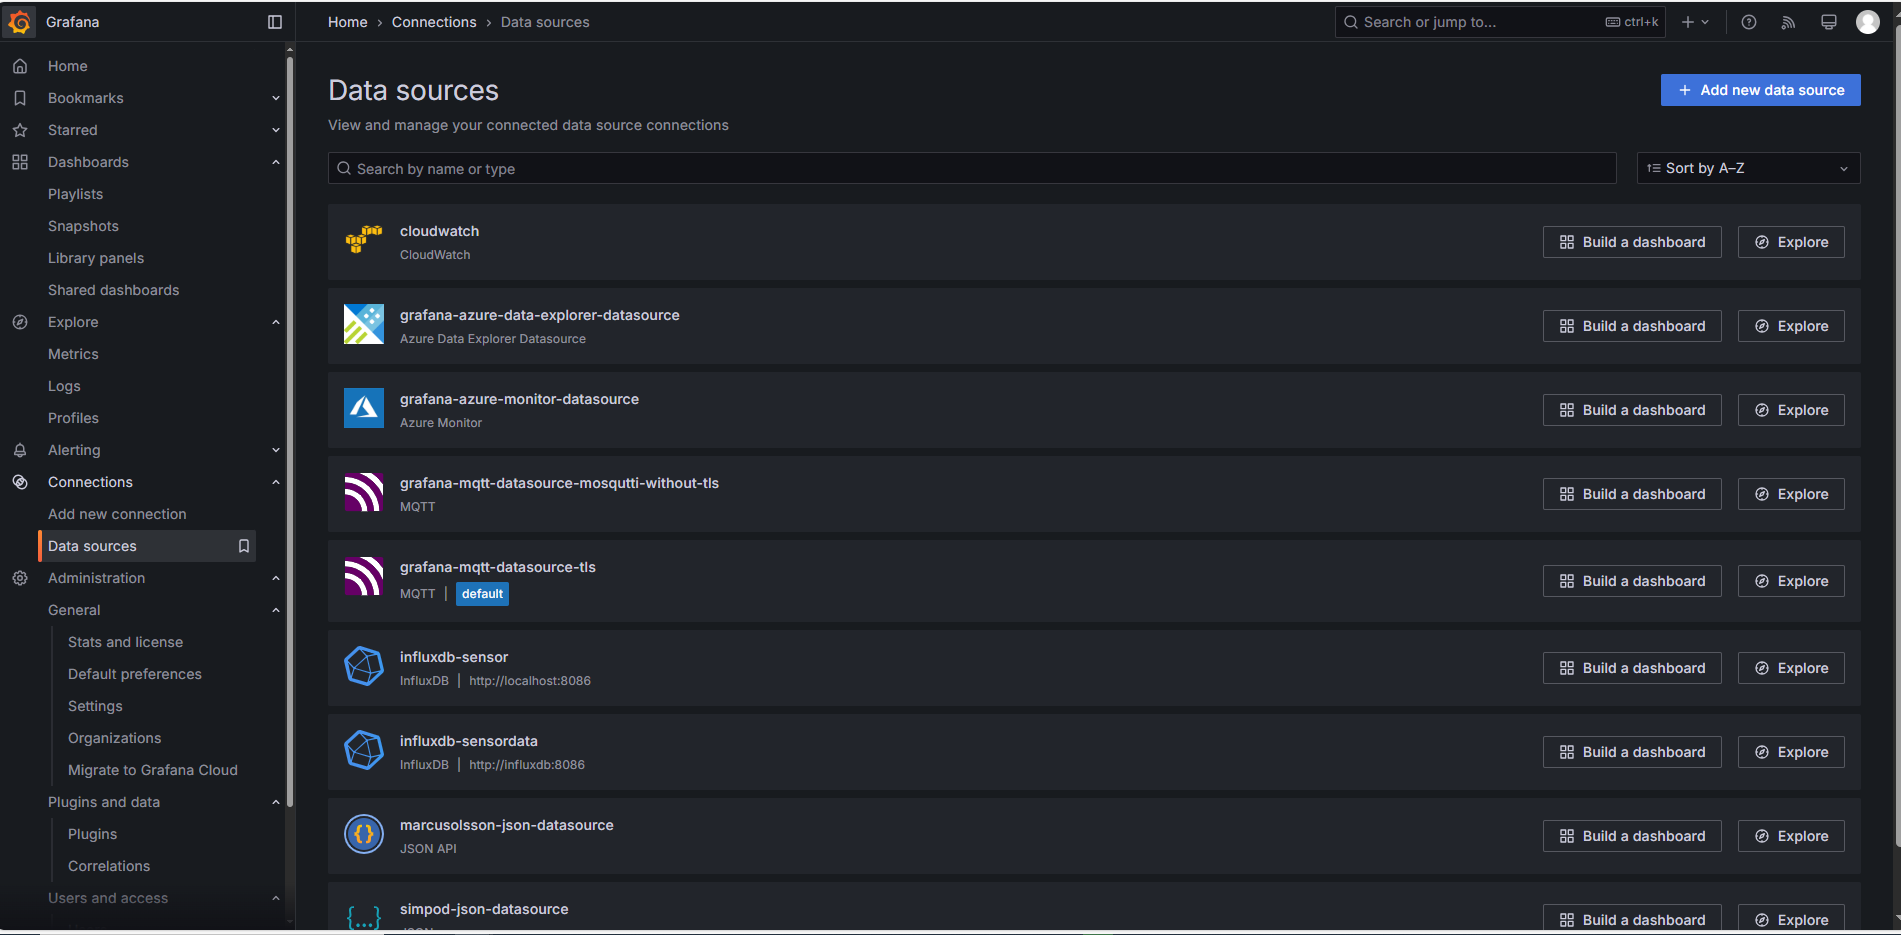 Grafana
Home › Connections › Data sources
Search or jump to...
ctrl+k
Home
Bookmarks
Starred
Dashboards
Playlists
Snapshots
Library panels
Shared dashboards
Explore
Metrics
Logs
Profiles
Alerting
Connections
Add new connection
Data sources
Administration
General
Stats and license
Default preferences
Settings
Organizations
Migrate to Grafana Cloud
Plugins and data
Plugins
Correlations
Users and access
Data sources
+ Add new data source
View and manage your connected data source connections
Search by name or type
Sort by A–Z
cloudwatch
CloudWatch
Build a dashboard
Explore
grafana-azure-data-explorer-datasource
Azure Data Explorer Datasource
Build a dashboard
Explore
grafana-azure-monitor-datasource
Azure Monitor
Build a dashboard
Explore
grafana-mqtt-datasource-mosqutti-without-tls
MQTT
Build a dashboard
Explore
grafana-mqtt-datasource-tls
MQTT | default
Build a dashboard
Explore
influxdb-sensor
InfluxDB | http://localhost:8086
Build a dashboard
Explore
influxdb-sensordata
InfluxDB | http://influxdb:8086
Build a dashboard
Explore
marcusolsson-json-datasource
JSON API
Build a dashboard
Explore
simpod-json-datasource
JSON
Build a dashboard
Explore